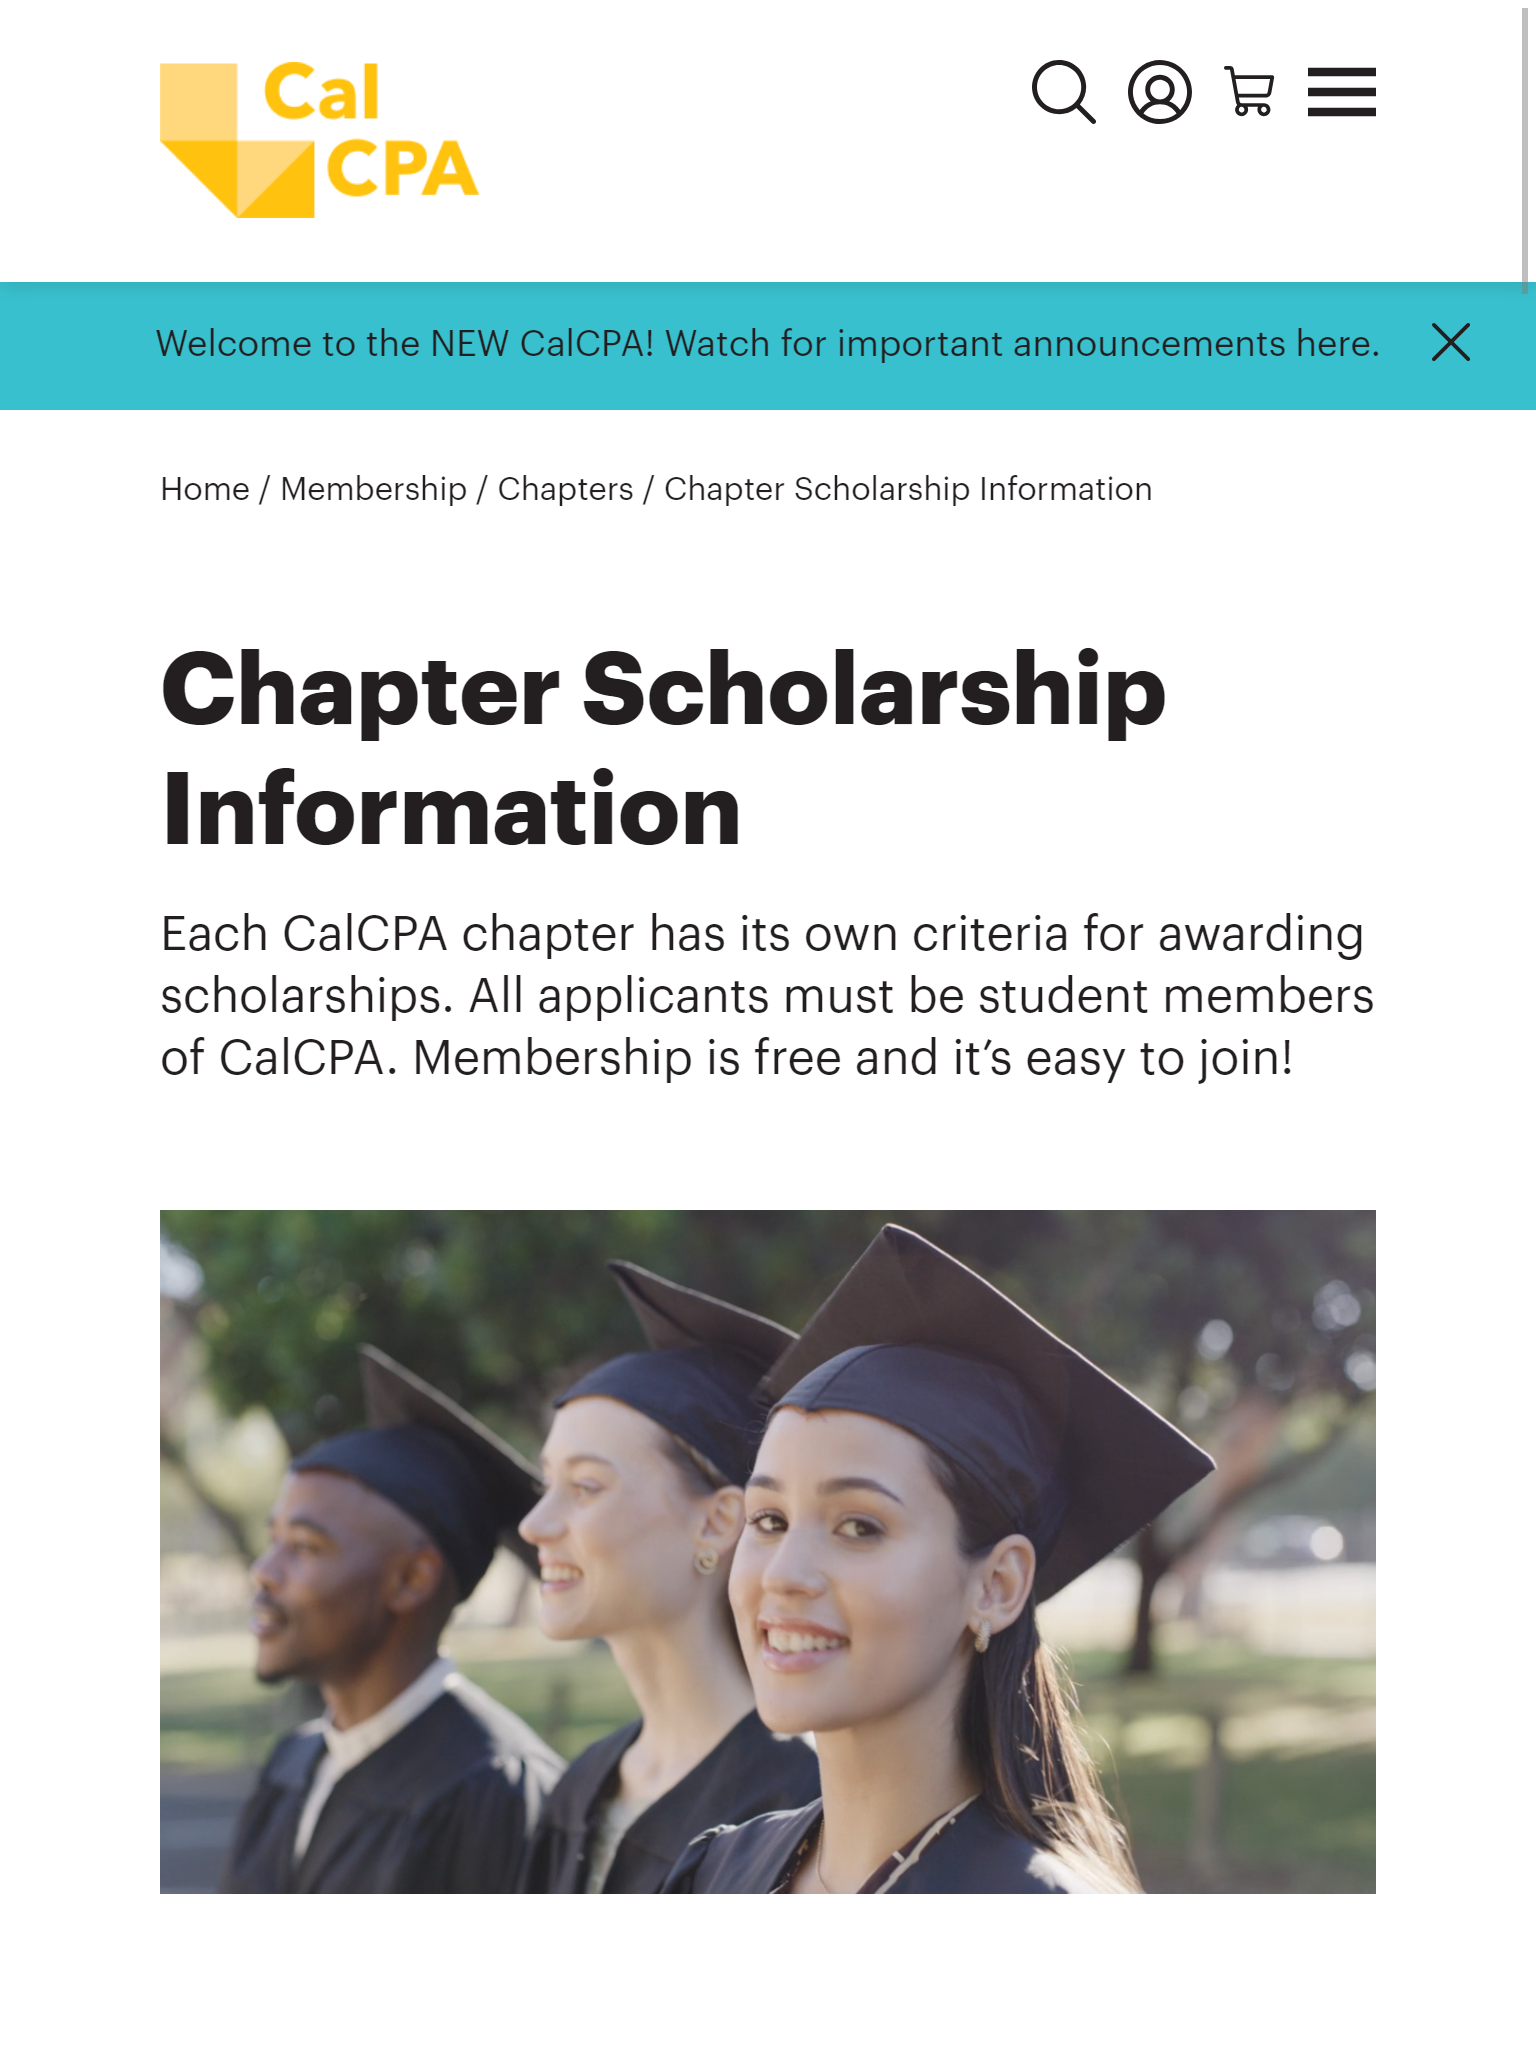 Cal
CPA
Welcome to the NEW CalCPA! Watch for important announcements here.
Home / Membership / Chapters / Chapter Scholarship Information
Chapter Scholarship
Information
Each CalCPA chapter has its own criteria for awarding
scholarships. All applicants must be student members
of CalCPA. Membership is free and it’s easy to join!